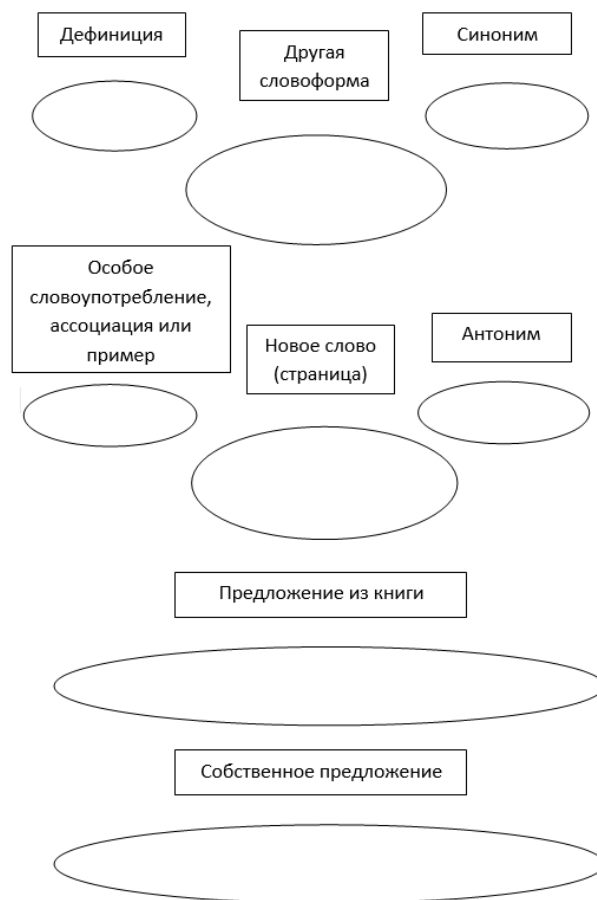 Дефиниция
Другая
словоформа
Синоним
Особое
словоупотребление,
ассоциация или
пример
Новое слово
(страница)
Антоним
Предложение из книги
Собственное предложение